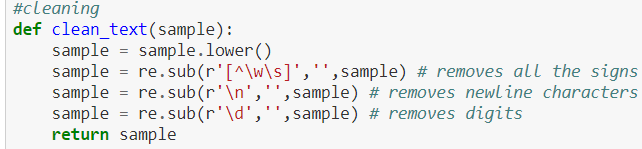 #cleaning
def clean_text(sample):
    sample = sample.lower()
    sample = re.sub(r'[^\w\s]','',sample) # removes all the signs
    sample = re.sub(r'\n','',sample) # removes newline characters
    sample = re.sub(r'\d','',sample) # removes digits
    return sample